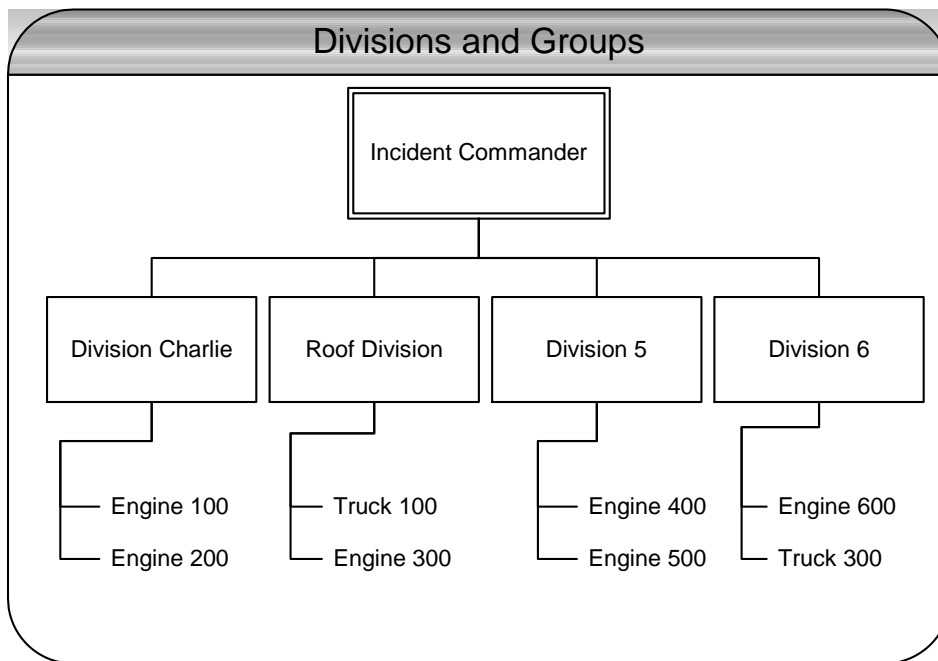 Divisions and Groups
Incident Commander
Division Charlie
Roof Division
Division 5
Division 6
Engine 100
Engine 200
Truck 100
Engine 300
Engine 400
Engine 500
Engine 600
Truck 300